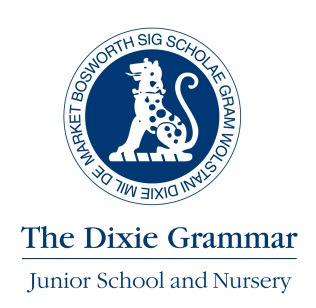 SIG SCHOLAE GRAM WOLSTANI DIXIE MIL DE MARKET BOSWORTH
The Dixie Grammar
Junior School and Nursery